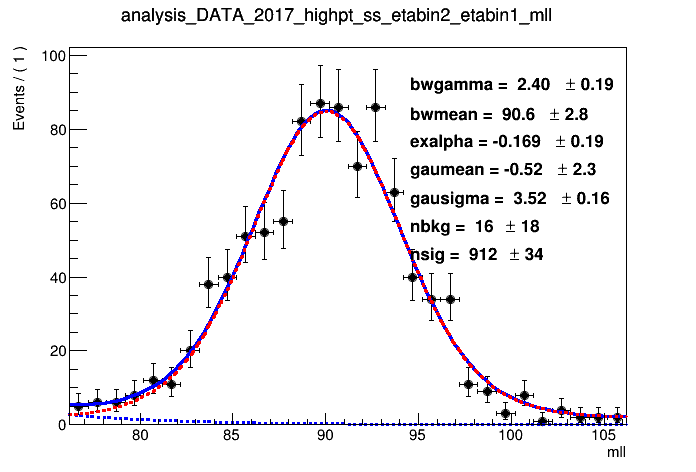 analysis_DATA_2017_highpt_ss_etabin2_etabin1_mll
Events / ( 1 )
100
80
60
40
20
0
bwgamma = 2.40 ± 0.19
bwmean = 90.6 ± 2.8
exalpha = -0.169 ± 0.19
gaumean = -0.52 ± 2.3
gausigma = 3.52 ± 0.16
nbkg = 16 ± 18
nsig = 912 ± 34
80 85 90 95 100 105
mll